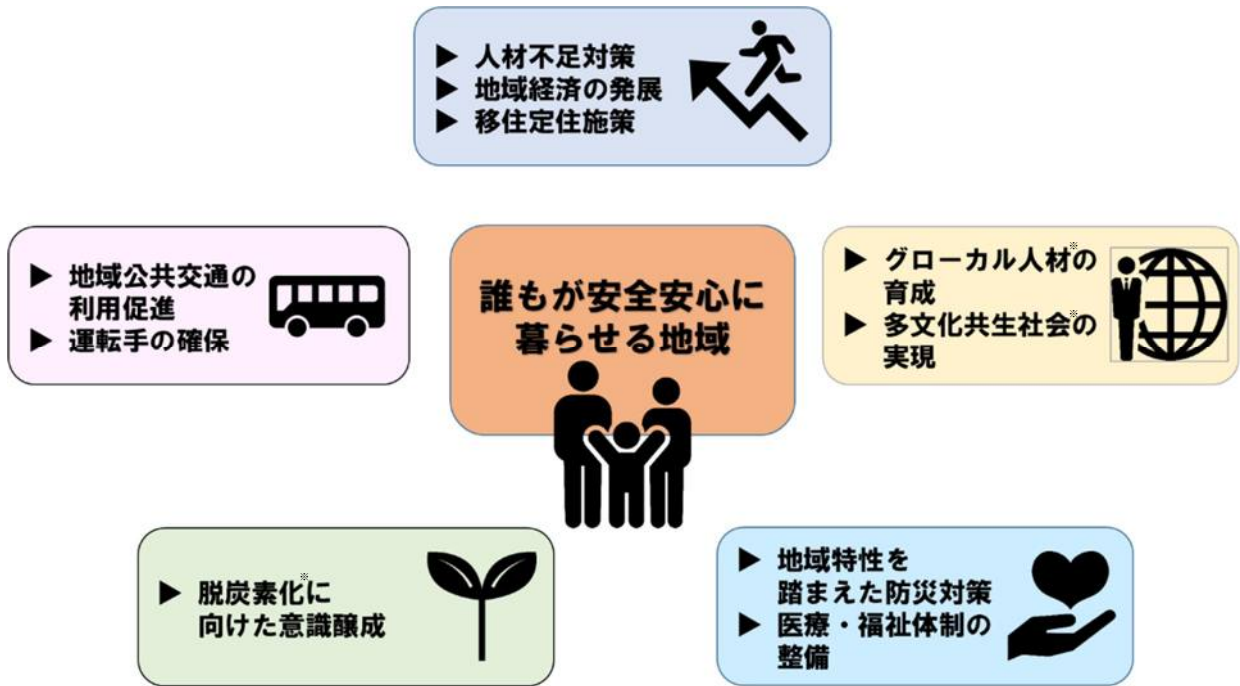 ▶ 人材不足対策
▶ 地域経済の発展
▶ 移住定住施策
▶ 地域公共交通の
利用促進
▶ 運転手の確保
誰もが安全安心に
暮らせる地域
▶ グローカル人材※の
育成
▶ 多文化共生社会※の
実現
▶ 脱炭素化※に
向けた意識醸成
▶ 地域特性を
踏まえた防災対策
▶ 医療・福祉体制の
整備